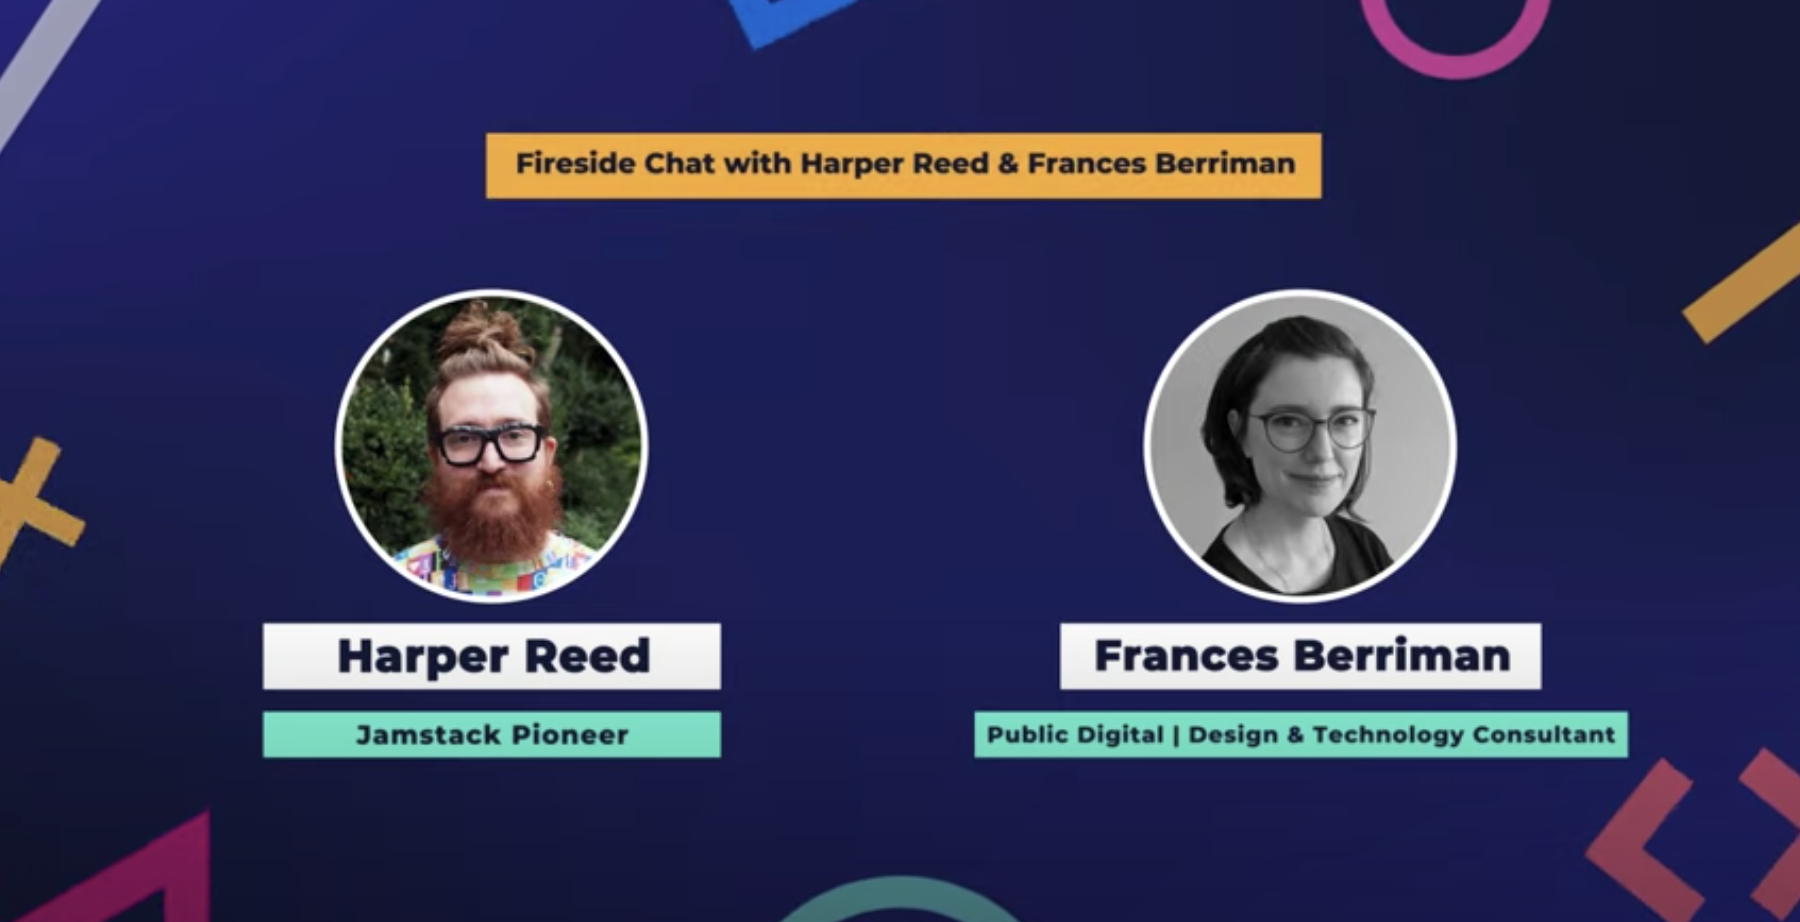 Fireside Chat with Harper Reed & Frances Berriman
Harper Reed
Jamstack Pioneer
Frances Berriman
Public Digital | Design & Technology Consultant